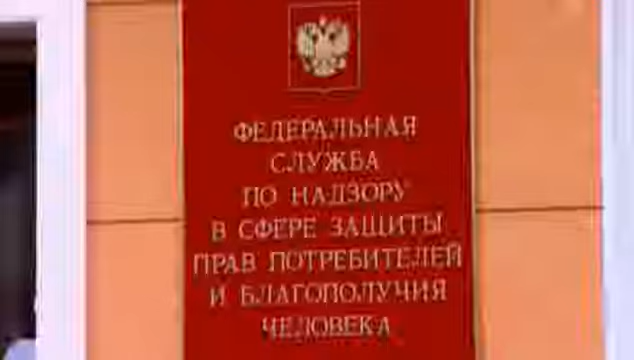 ФЕДЕРАЛЬНАЯ
СЛУЖБА
ПО НАДЗОРУ
В СФЕРЕ ЗАЩИТЫ
ПРАВ ПОТРЕБИТЕЛЕЙ
И БЛАГОПОЛУЧИЯ
ЧЕЛОВЕКА